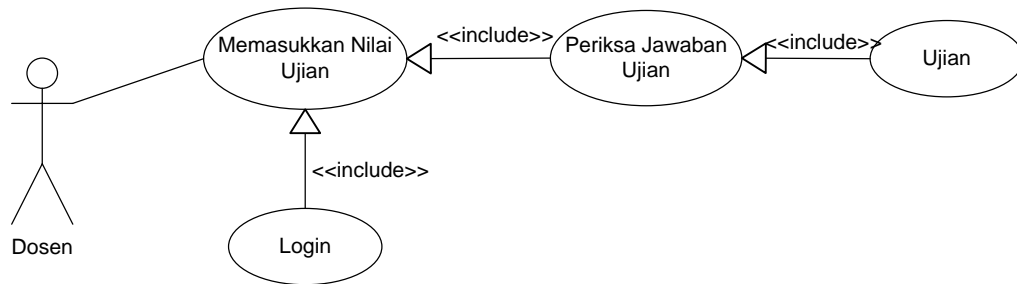 Memasukkan Nilai
Ujian
<<include>>
Periksa Jawaban
Ujian
<<include>>
Ujian
<<include>>
Dosen
Login